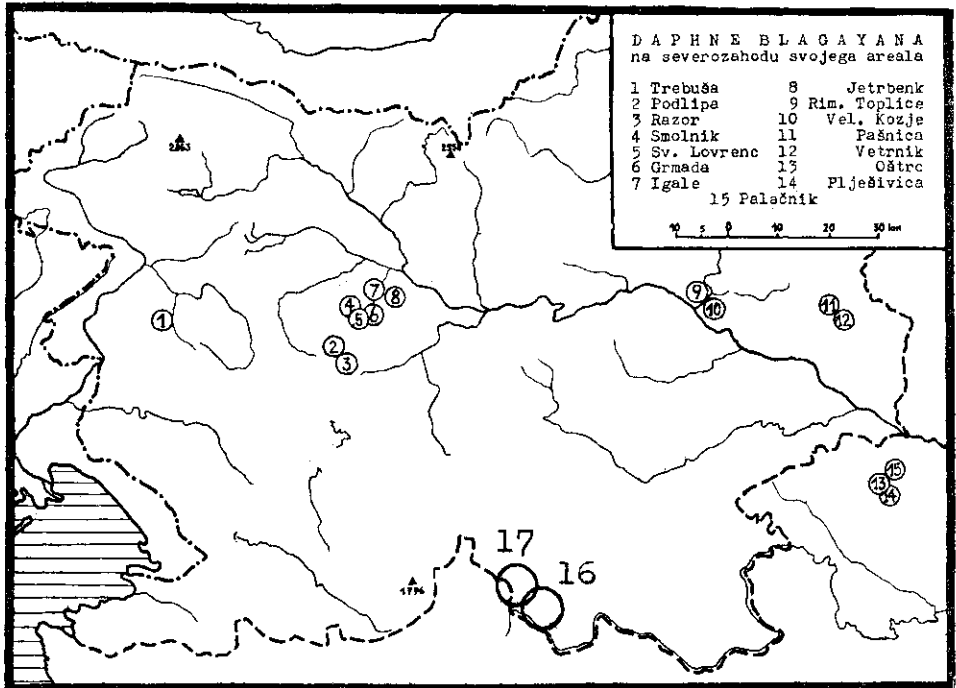 DAPHNE BLAGAYANA
na severozahodu svojega areala
1 Trebuša 8 Jetrbenk
2 Podlipa 9 Rim. Toplice
3 Razor 10 Vel. Kozje
4 Smolnik 11 Pašnica
5 Sv. Lovrenc 12 Vetrnik
6 Grmada 13 Oštrc
7 Igale 14 Plješivica
15 Palačnik
10 5 0 10 20 30 km
2863
9
7
4 8
10 11
1 5 6
12
2
3
15
13
14
17
16
1796